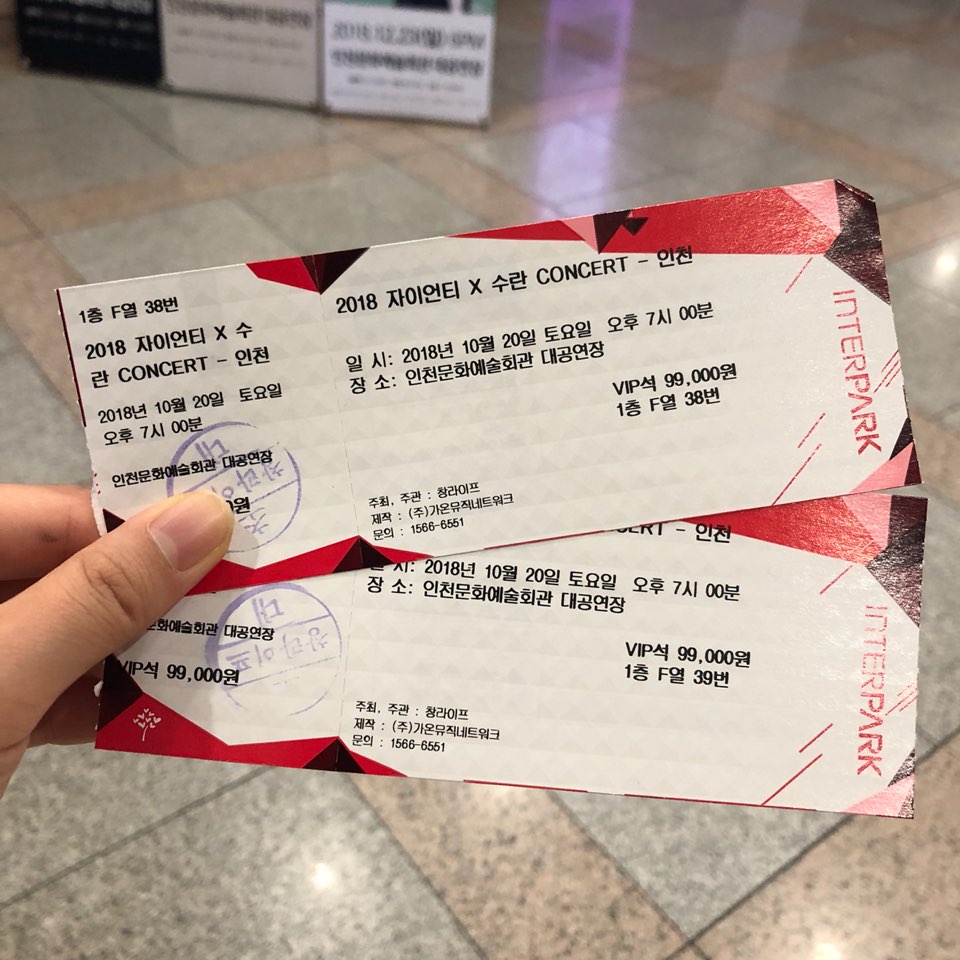 1층 F열 38번
2018 자이언티 X 수
란 CONCERT - 인천
2018년 10월 20일 토요일
오후 7시 00분
인천문화예술회관 대공연장
원
창라이프
2018 자이언티 X 수란 CONCERT - 인천
일 시: 2018년 10월 20일 토요일 오후 7시 00분
장 소: 인천문화예술회관 대공연장
VIP석 99,000원
1층 F열 38번
주최, 주관 : 창라이프
제작 : (주)가온뮤직네트워크
문의 : 1566-6551
INTERPARK
대공연장
VIP석 99,000원
창라이프
CONCERT - 인천
일 시: 2018년 10월 20일 토요일 오후 7시 00분
장 소: 인천문화예술회관 대공연장
VIP석 99,000원
1층 F열 39번
주최, 주관 : 창라이프
제작 : (주)가온뮤직네트워크
문의 : 1566-6551
INTERPARK